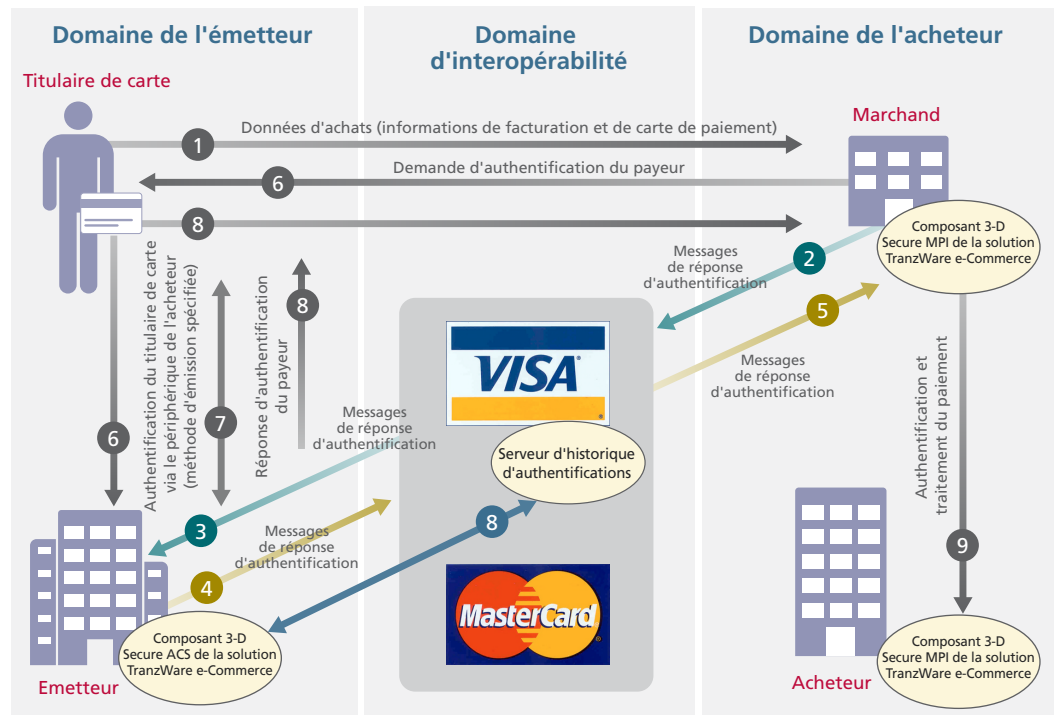 Domaine de l'émetteur
Domaine
d'interopérabilité
Domaine de l'acheteur
Titulaire de carte
Marchand
Données d'achats (informations de facturation et de carte de paiement)
1
Demande d'authentification du payeur
6
8
Composant 3-D
Secure MPI de la solution
TranzWare e-Commerce
Messages
de réponse
d'authentification
2
5
Messages
de réponse
d'authentification
Authentification du titulaire de carte
via le périphérique de l'acheteur
(méthode d'émission spécifiée)
6
7
Réponse d'authentification
du payeur
8
VISA
Serveur d'historique
d'authentifications
Messages
de réponse
d'authentification
3
Messages
de réponse
d'authentification
4
8
MasterCard
Authentification et
traitement du paiement
9
Composant 3-D
Secure ACS de la solution
TranzWare e-Commerce
Emetteur
Composant 3-D
Secure MPI de la solution
TranzWare e-Commerce
Acheteur